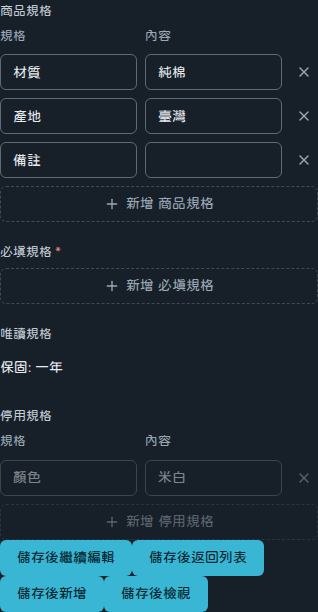 商品規格
規格 內容
材質 純棉
產地 臺灣
備註
新增 商品規格
必填規格 *
新增 必填規格
唯讀規格
保固: 一年
停用規格
規格 內容
顏色 米白
新增 停用規格
儲存後繼續編輯 儲存後返回列表
儲存後新增 儲存後檢視